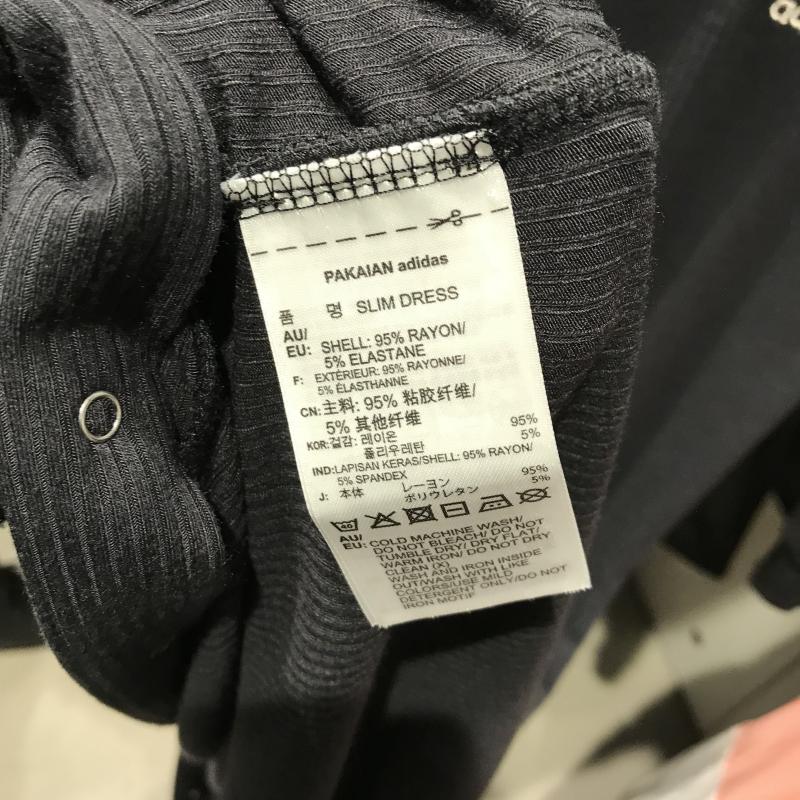 PAKAIAN adidas
품 명 SLIM DRESS
AU/
EU: SHELL: 95% RAYON/
5% ELASTANE
F: EXTÉRIEUR: 95% RAYONNE/
5% ÉLASTHANNE
CN: 主料: 95% 粘胶纤维/
5% 其他纤维
KOR: 겉감: 레이온 95%
폴리우레탄 5%
IND: LAPISAN KERAS/SHELL: 95% RAYON/
5% SPANDEX
J: 本体 レーヨン 95%
ポリウレタン 5%
40
AU/
EU: COLD MACHINE WASH/
DO NOT BLEACH/ DO NOT
TUMBLE DRY/ DRY FLAT/
WARM IRON/ DO NOT DRY
CLEAN (X)
WASH AND IRON INSIDE
OUT/WASH WITH LIKE
COLORS/USE MILD
DETERGENT ONLY/DO NOT
IRON MOTIF